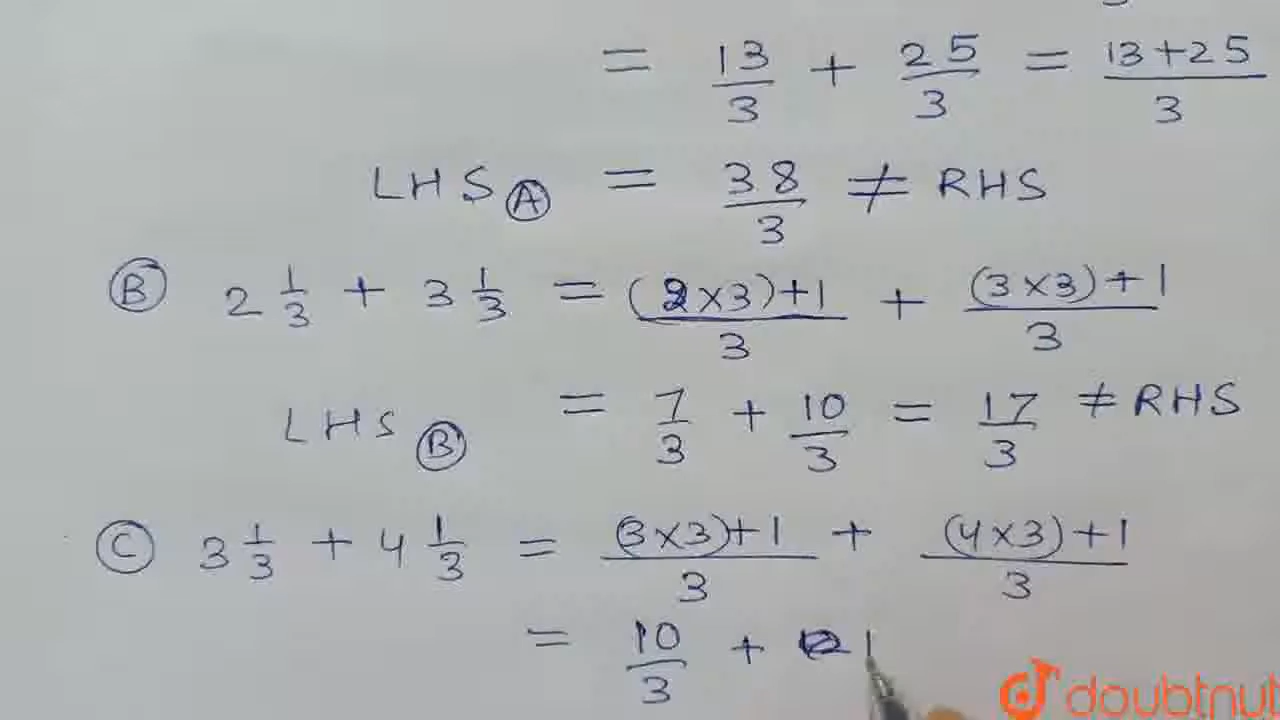 = 13/3 + 25/3 = 13+25/3
LHS Ⓐ = 38/3 ≠ RHS
Ⓑ 2 1/3 + 3 1/3 = (2×3)+1/3 + (3×3)+1/3
LHS Ⓑ = 7/3 + 10/3 = 17/3 ≠ RHS
Ⓒ 3 1/3 + 4 1/3 = (3×3)+1/3 + (4×3)+1/3
= 10/3 + 1
doubtnut